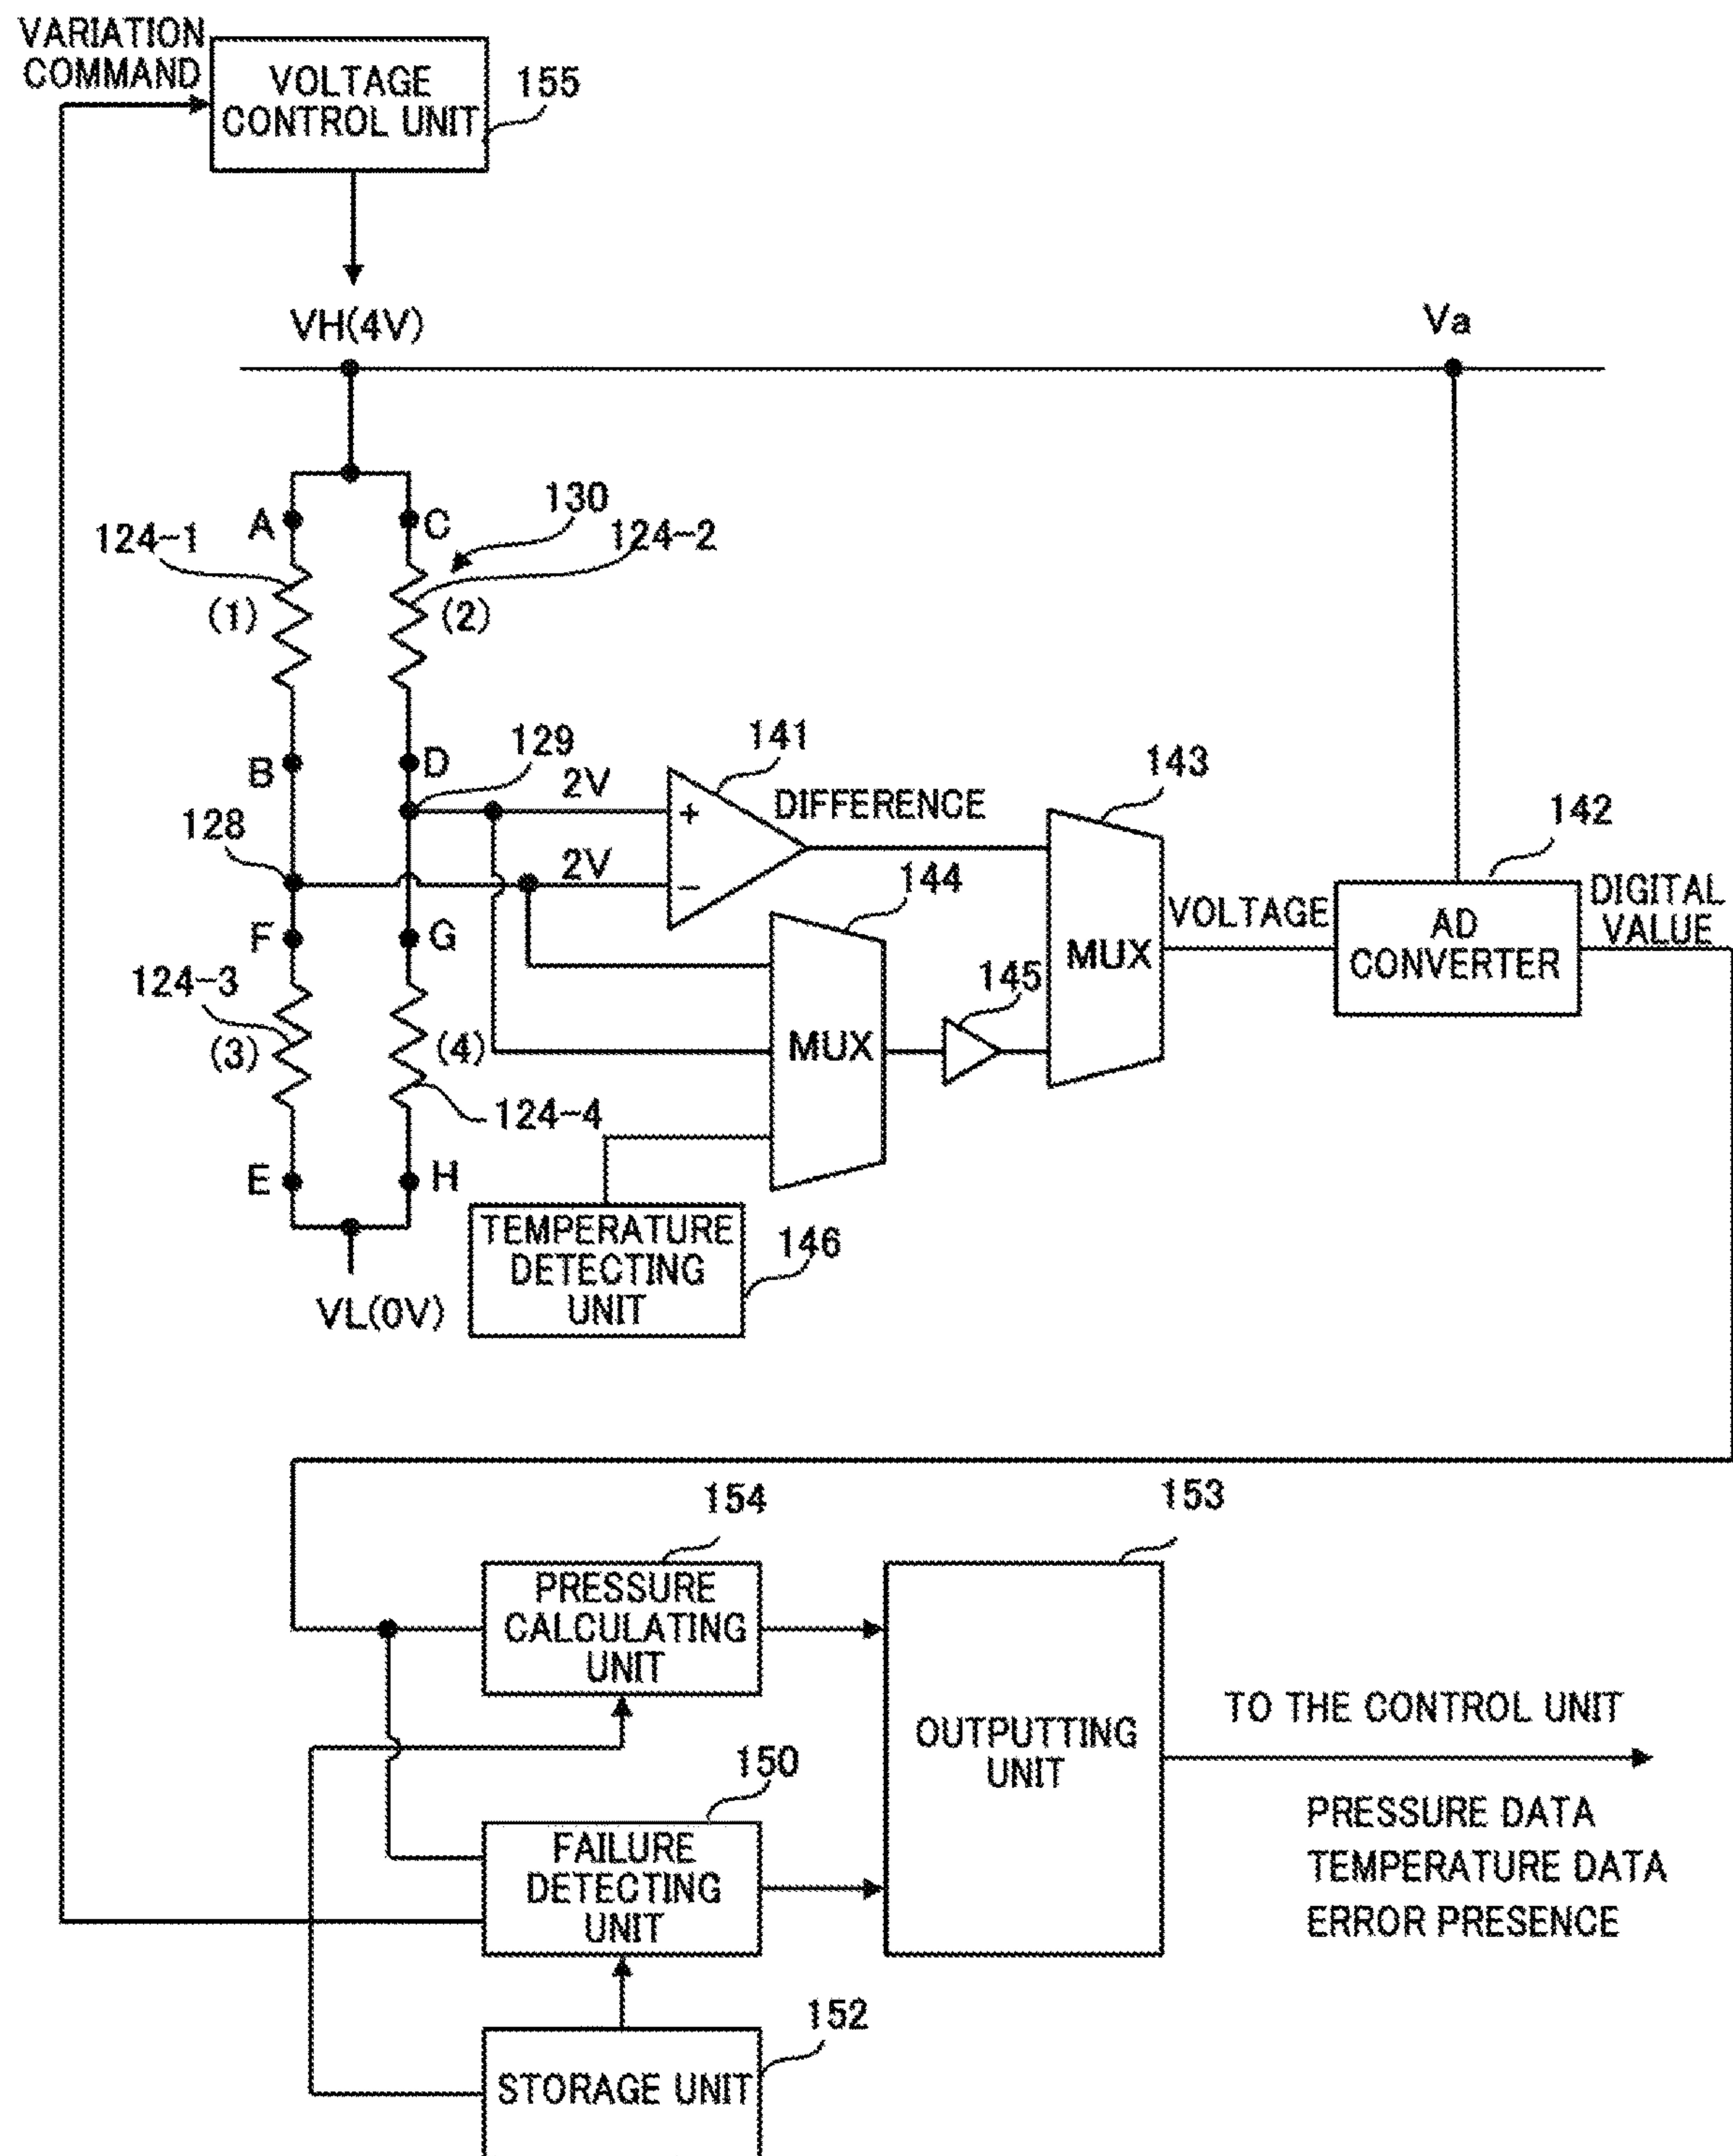 VARIATION
COMMAND
VOLTAGE
CONTROL UNIT
155
VH(4V)
Va
A
C
130
124-1
124-2
(1)
(2)
B
D
129
2V
141
DIFFERENCE
143
128
2V
+
−
144
142
VOLTAGE
AD
CONVERTER
DIGITAL
VALUE
F
G
MUX
124-3
145
(3)
(4)
MUX
124-4
E
H
TEMPERATURE
DETECTING
UNIT
146
VL(0V)
154
153
PRESSURE
CALCULATING
UNIT
OUTPUTTING
UNIT
TO THE CONTROL UNIT
150
PRESSURE DATA
TEMPERATURE DATA
ERROR PRESENCE
FAILURE
DETECTING
UNIT
152
STORAGE UNIT